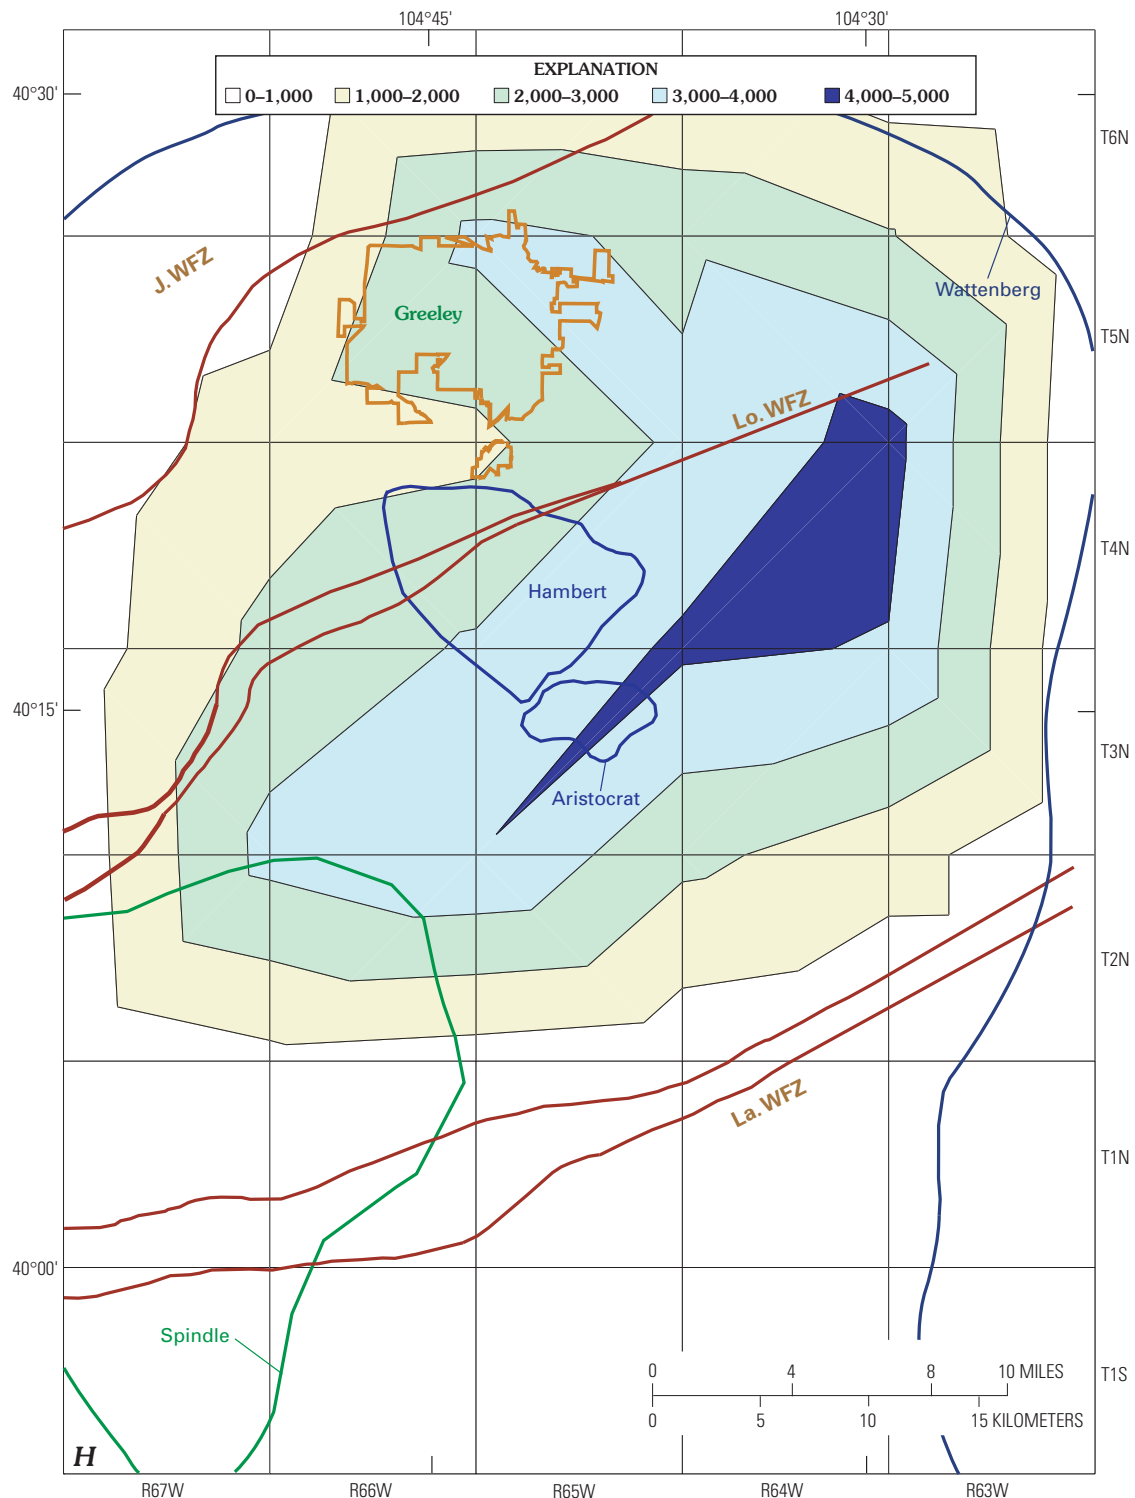 104°45' 104°30'
40°30'
EXPLANATION
0–1,000 1,000–2,000 2,000–3,000 3,000–4,000 4,000–5,000
T6N
J. WFZ
Wattenberg
Greeley
T5N
Lo. WFZ
T4N
Hambert
40°15'
T3N
Aristocrat
T2N
La. WFZ
T1N
40°00'
Spindle
0 4 8 10 MILES
T1S
0 5 10 15 KILOMETERS
H
R67W R66W R65W R64W R63W